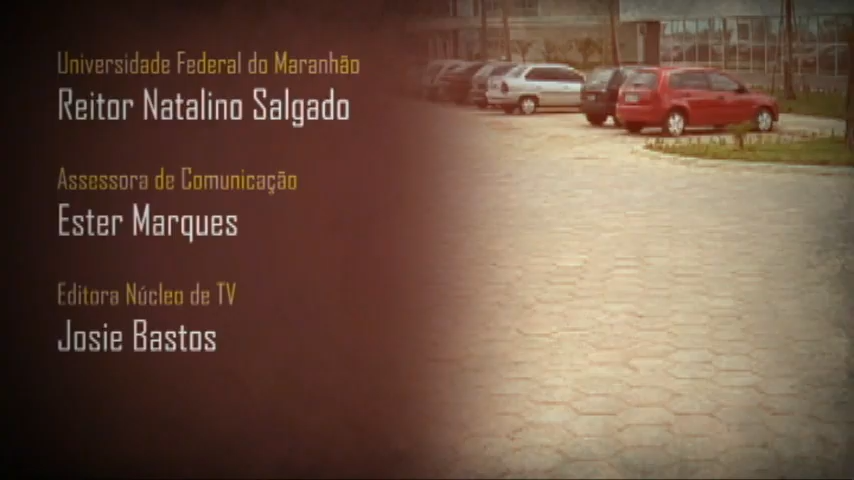 Universidade Federal do Maranhão
Reitor Natalino Salgado
Assessora de Comunicação
Ester Marques
Editora Núcleo de TV
Josie Bastos